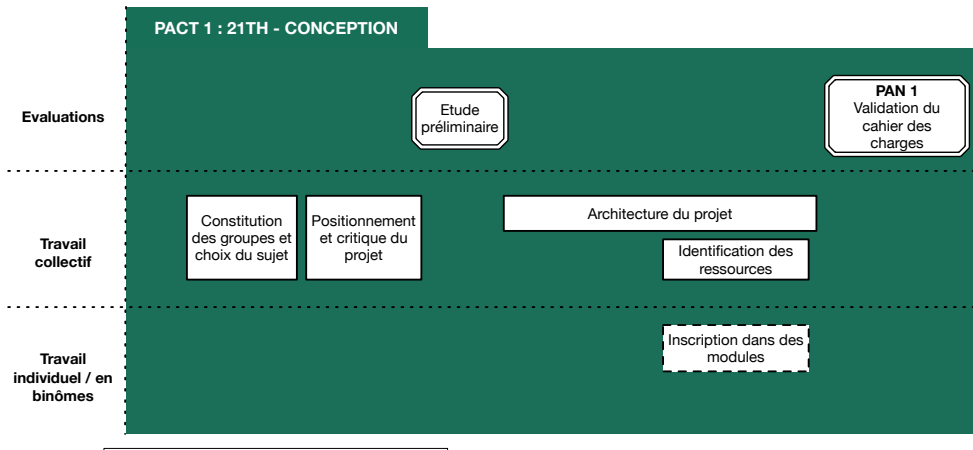 PACT 1 : 21TH - CONCEPTION
Evaluations
Etude
préliminaire
PAN 1
Validation du
cahier des
charges
Travail
collectif
Constitution
des groupes et
choix du sujet
Positionnement
et critique du
projet
Architecture du projet
Identification des
ressources
Travail
individuel / en
binômes
Inscription dans des
modules